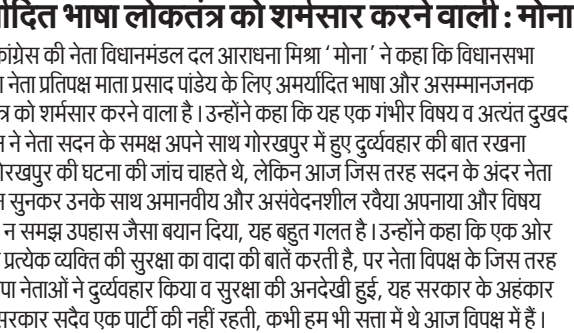 भाषा लोकतंत्र को शर्मसार करने वाली : मोना
की नेता विधानमंडल दल आराधना मिश्रा ‘मोना’ ने कहा कि विधानसभा
नेता प्रतिपक्ष माता प्रसाद पांडेय के लिए अमर्यादित भाषा और असम्मानजनक
को शर्मसार करने वाला है। उन्होंने कहा कि यह एक गंभीर विषय व अत्यंत दुखद
ने नेता सदन के समक्ष अपने साथ गोरखपुर में हुए दुर्व्यवहार की बात रखना
की घटना की जांच चाहते थे, लेकिन आज जिस तरह सदन के अंदर नेता
सुनकर उनके साथ अमानवीय और असंवेदनशील रवैया अपनाया और विषय
न समझ उपहास जैसा बयान दिया, यह बहुत गलत है। उन्होंने कहा कि एक ओर
प्रत्येक व्यक्ति की सुरक्षा का वादा की बातें करती है, पर नेता विपक्ष के जिस तरह
नेताओं ने दुर्व्यवहार किया व सुरक्षा की अनदेखी हुई, यह सरकार के अहंकार
सरकार सदैव एक पार्टी की नहीं रहती, कभी हम भी सत्ता में थे आज विपक्ष में हैं।